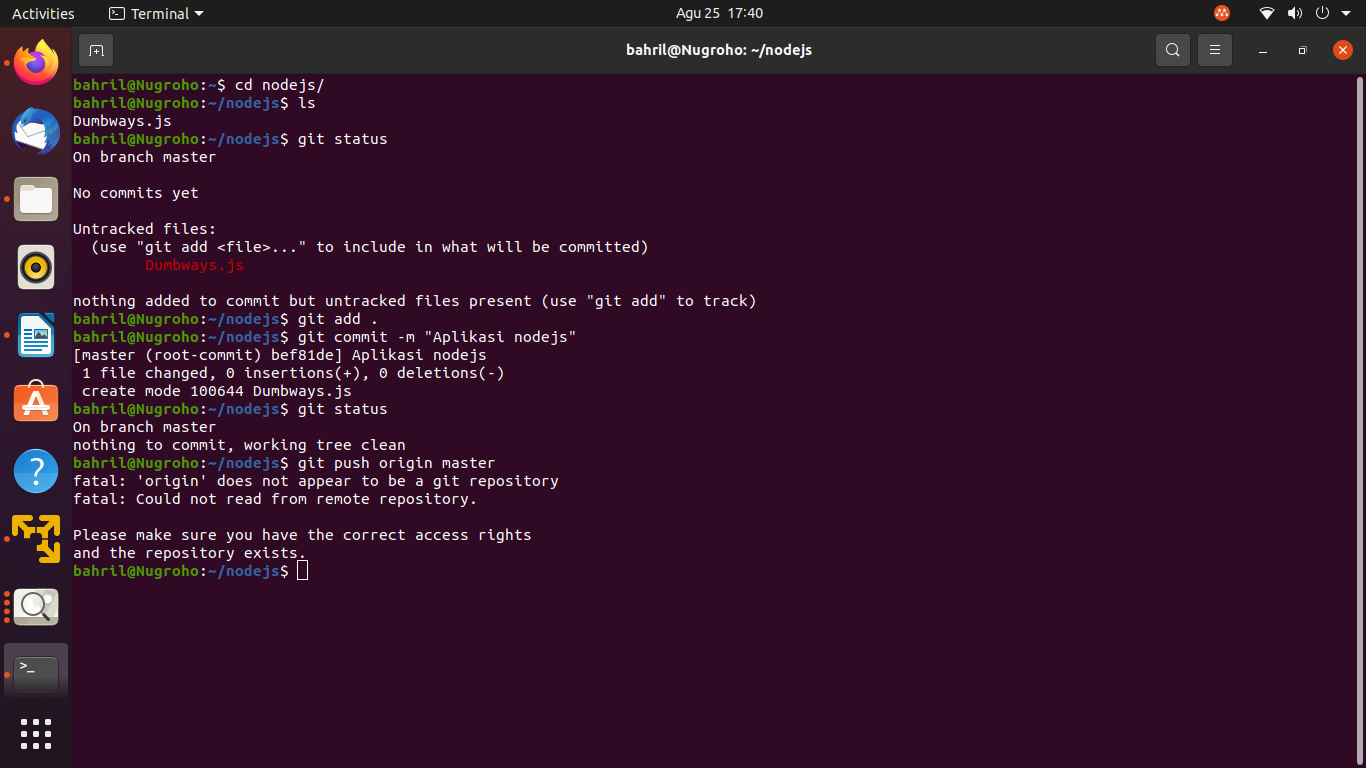 Activities
Terminal
Agu 25 17:40
bahril@Nugroho: ~/nodejs
bahril@Nugroho:~$ cd nodejs/
bahril@Nugroho:~/nodejs$ ls
Dumbways.js
bahril@Nugroho:~/nodejs$ git status
On branch master

No commits yet

Untracked files:
  (use "git add <file>..." to include in what will be committed)
        Dumbways.js

nothing added to commit but untracked files present (use "git add" to track)
bahril@Nugroho:~/nodejs$ git add .
bahril@Nugroho:~/nodejs$ git commit -m "Aplikasi nodejs"
[master (root-commit) bef81de] Aplikasi nodejs
 1 file changed, 0 insertions(+), 0 deletions(-)
 create mode 100644 Dumbways.js
bahril@Nugroho:~/nodejs$ git status
On branch master
nothing to commit, working tree clean
bahril@Nugroho:~/nodejs$ git push origin master
fatal: 'origin' does not appear to be a git repository
fatal: Could not read from remote repository.

Please make sure you have the correct access rights
and the repository exists.
bahril@Nugroho:~/nodejs$